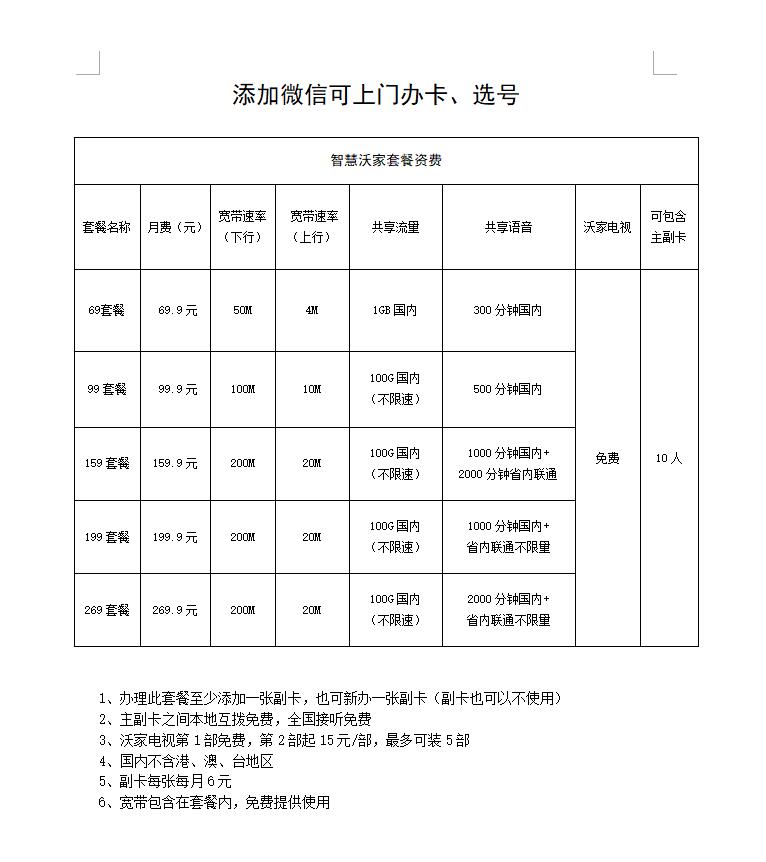 添加微信可上门办卡、选号
智慧沃家套餐资费
套餐名称 月费（元） 宽带速率（下行） 宽带速率（上行） 共享流量 共享语音 沃家电视 可包含主副卡
69套餐 69.9元 50M 4M 1GB国内 300分钟国内
99套餐 99.9元 100M 10M 100G国内（不限速） 500分钟国内
159套餐 159.9元 200M 20M 100G国内（不限速） 1000分钟国内+2000分钟省内联通 免费 10人
199套餐 199.9元 200M 20M 100G国内（不限速） 1000分钟国内+省内联通不限量
269套餐 269.9元 200M 20M 100G国内（不限速） 2000分钟国内+省内联通不限量
1、办理此套餐至少添加一张副卡，也可新办一张副卡（副卡也可以不使用）
2、主副卡之间本地互拨免费，全国接听免费
3、沃家电视第1部免费，第2部起15元/部，最多可装5部
4、国内不含港、澳、台地区
5、副卡每张每月6元
6、宽带包含在套餐内，免费提供使用